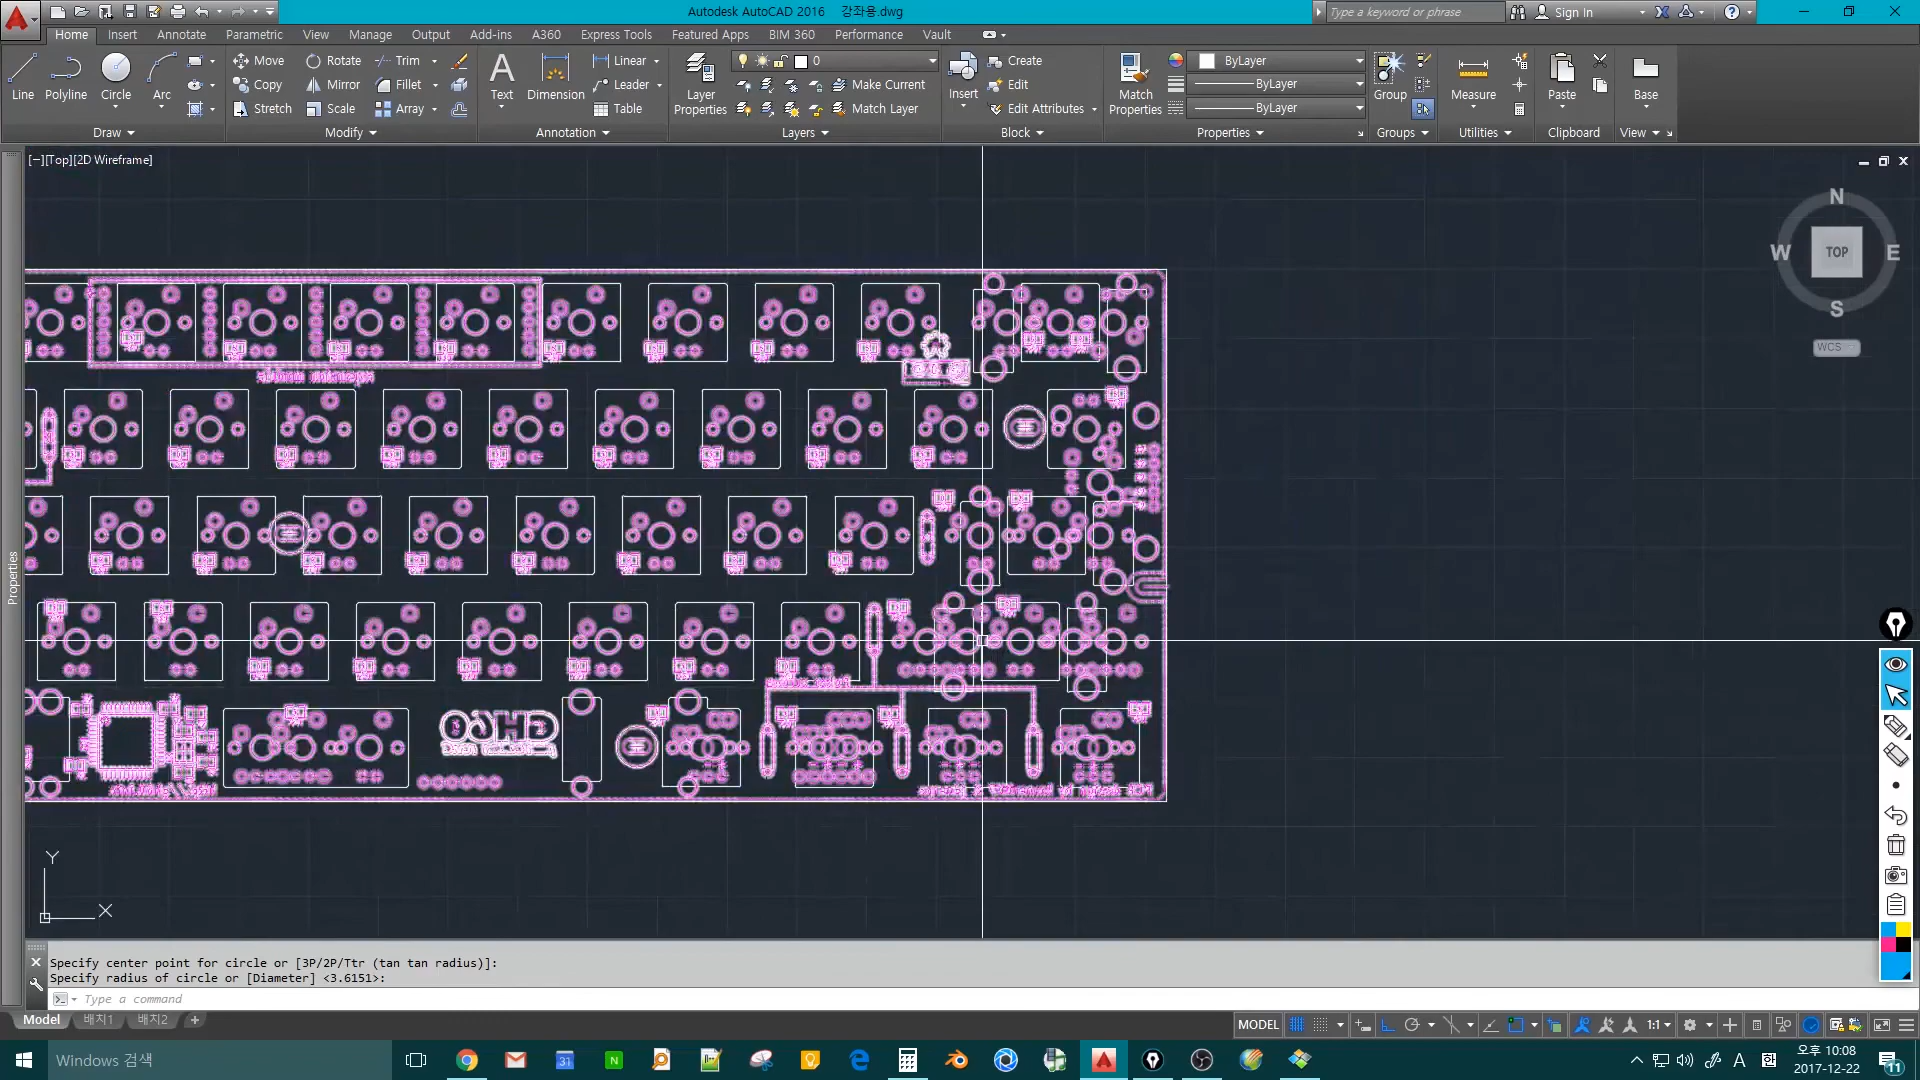 Autodesk AutoCAD 2016 강좌용.dwg
Type a keyword or phrase
Sign In
Home Insert Annotate Parametric View Manage Output Add-ins A360 Express Tools Featured Apps BIM 360 Performance Vault
Line Polyline Circle Arc
Move Rotate Trim
Copy Mirror Fillet
Stretch Scale Array
Text Dimension
Linear
Leader
Table
Layer Properties
0
Make Current
Match Layer
Insert
Create
Edit
Edit Attributes
Match Properties
ByLayer
ByLayer
ByLayer
Group
Measure
Paste
Base
Draw Modify Annotation Layers Block Properties Groups Utilities Clipboard View
[−][Top][2D Wireframe]
N
W TOP E
S
WCS
Properties
Y
X
Specify center point for circle or [3P/2P/Ttr (tan tan radius)]:
Specify radius of circle or [Diameter] <3.6151>:
Type a command
Model 배치1 배치2 +
MODEL
1:1
Windows 검색
31
N
A
오후 10:08
2017-12-22
11